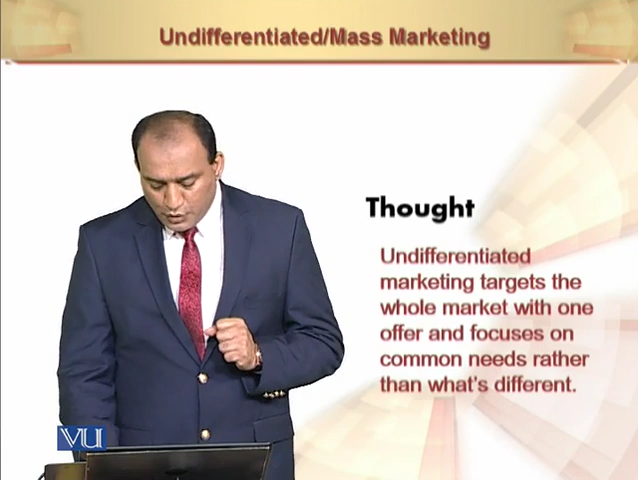 Undifferentiated/Mass Marketing
Thought
Undifferentiated
marketing targets the
whole market with one
offer and focuses on
common needs rather
than what's different.
VU